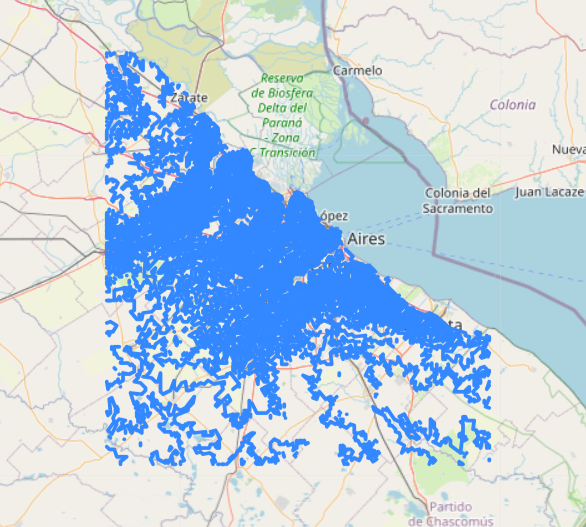 Carmelo
Zárate
Reserva
de Biosfera
Delta del
Paraná
- Zona
Transición
Colonia
Nueva
Colonia del
Sacramento
Juan Lacaze
ópez
Aires
ta
Partido
de Chascomús